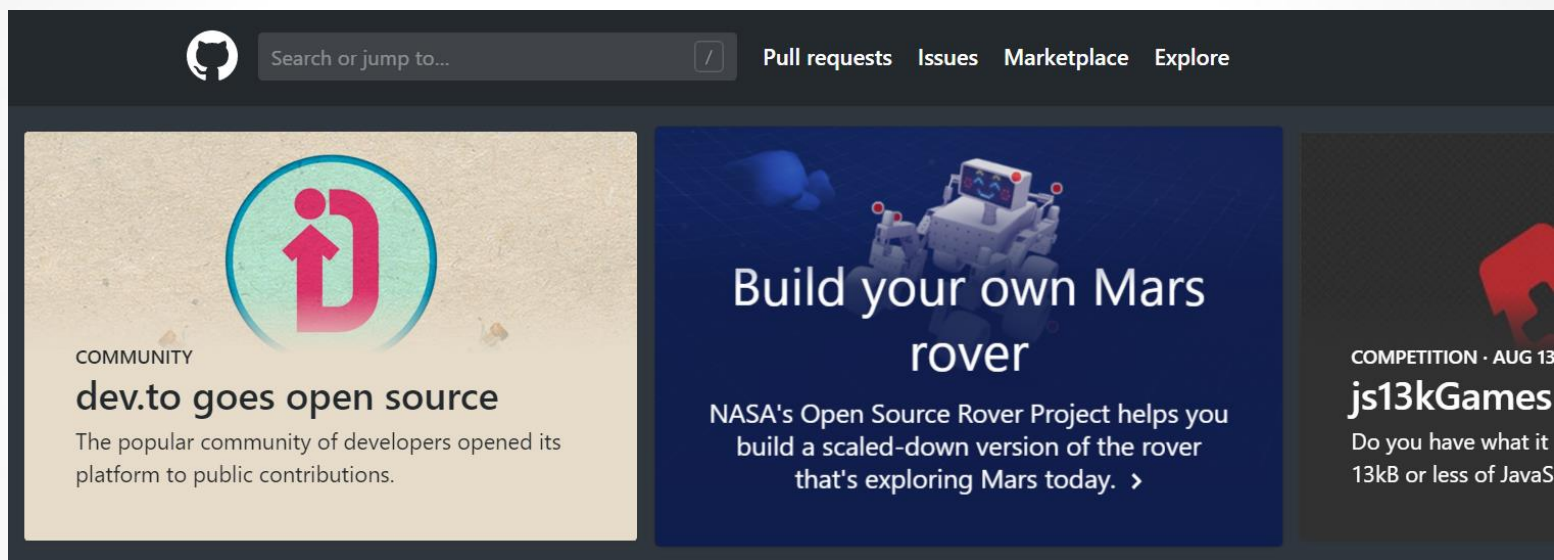 Search or jump to... /
Pull requests Issues Marketplace Explore
COMMUNITY
dev.to goes open source
The popular community of developers opened its
platform to public contributions.
Build your own Mars
rover
NASA's Open Source Rover Project helps you
build a scaled-down version of the rover
that's exploring Mars today. >
COMPETITION · AUG 13
js13kGames
Do you have what it
13kB or less of JavaS